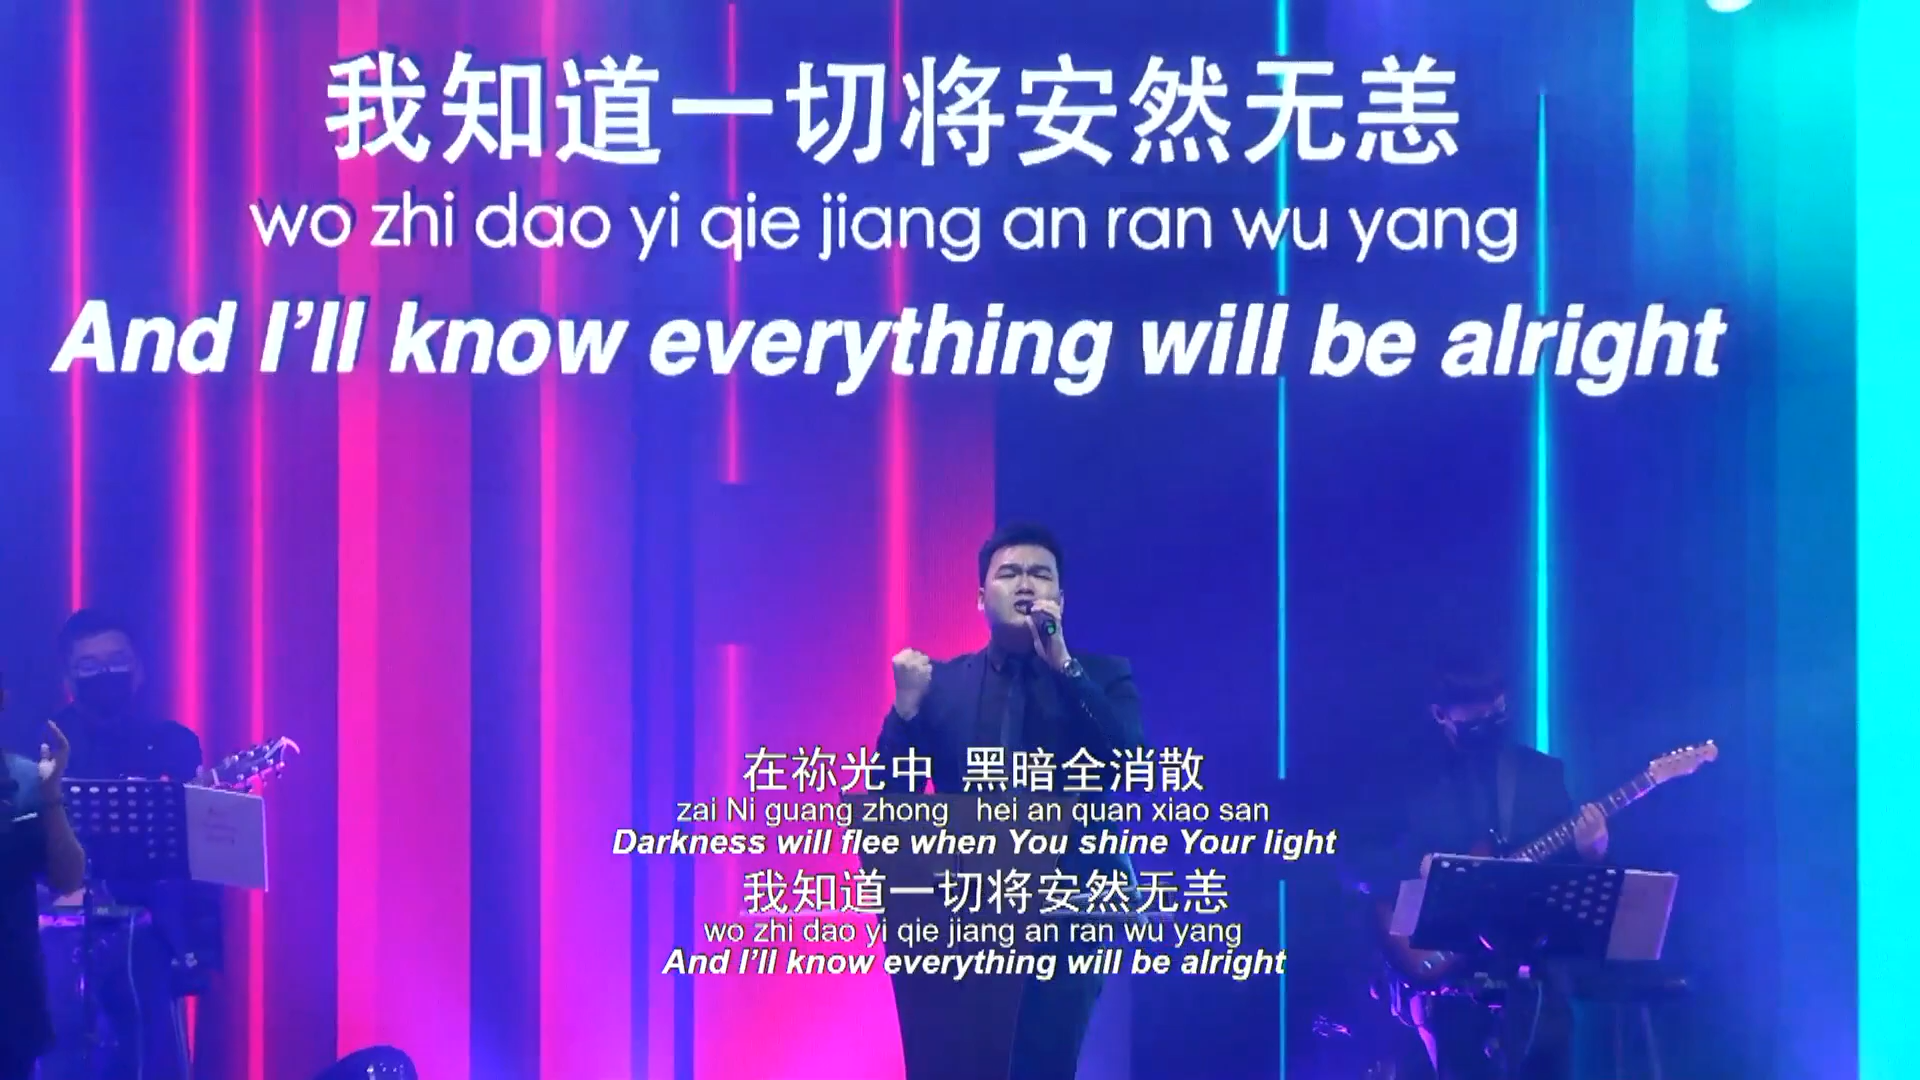 我知道一切将安然无恙
wo zhi dao yi qie jiang an ran wu yang
And I'll know everything will be alright
在祢光中 黑暗全消散
zai Ni guang zhong hei an quan xiao san
Darkness will flee when You shine Your light
我知道一切将安然无恙
wo zhi dao yi qie jiang an ran wu yang
And I'll know everything will be alright